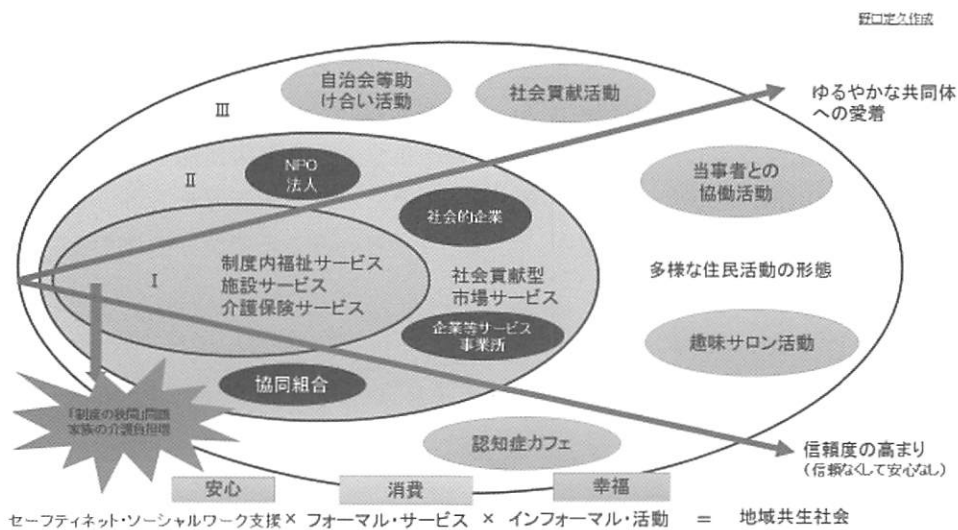 野口定久作成
自治会等助
け合い活動
社会貢献活動
ゆるやかな共同体
への愛着
Ⅲ
NPO
法人
Ⅱ
当事者との
協働活動
社会的企業
制度内福祉サービス
施設サービス
介護保険サービス
Ⅰ
社会貢献型
市場サービス
多様な住民活動の形態
企業等サービス
事業所
趣味サロン活動
協同組合
「制度の狭間」問題
家族の介護負担増
認知症カフェ
信頼度の高まり
(信頼なくして安心なし)
安心
消費
幸福
セーフティネット・ソーシャルワーク支援 × フォーマル・サービス × インフォーマル・活動 = 地域共生社会